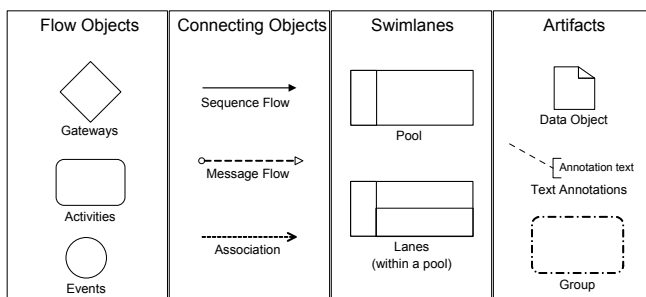 Flow Objects
Gateways
Activities
Events
Connecting Objects
Sequence Flow
Message Flow
Association
Swimlanes
Pool
Lanes
(within a pool)
Artifacts
Data Object
Annotation text
Text Annotations
Group